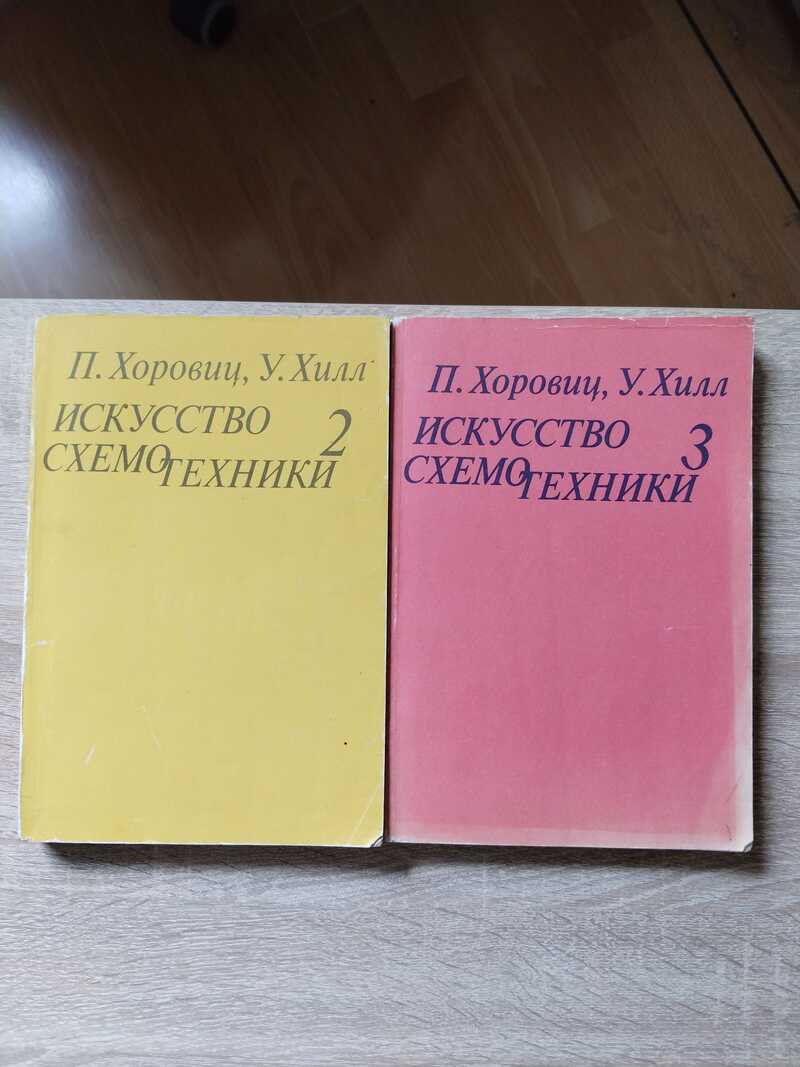 П. Хоровиц, У. Хилл
ИСКУССТВО 2
СХЕМОТЕХНИКИ
П. Хоровиц, У. Хилл
ИСКУССТВО 3
СХЕМОТЕХНИКИ